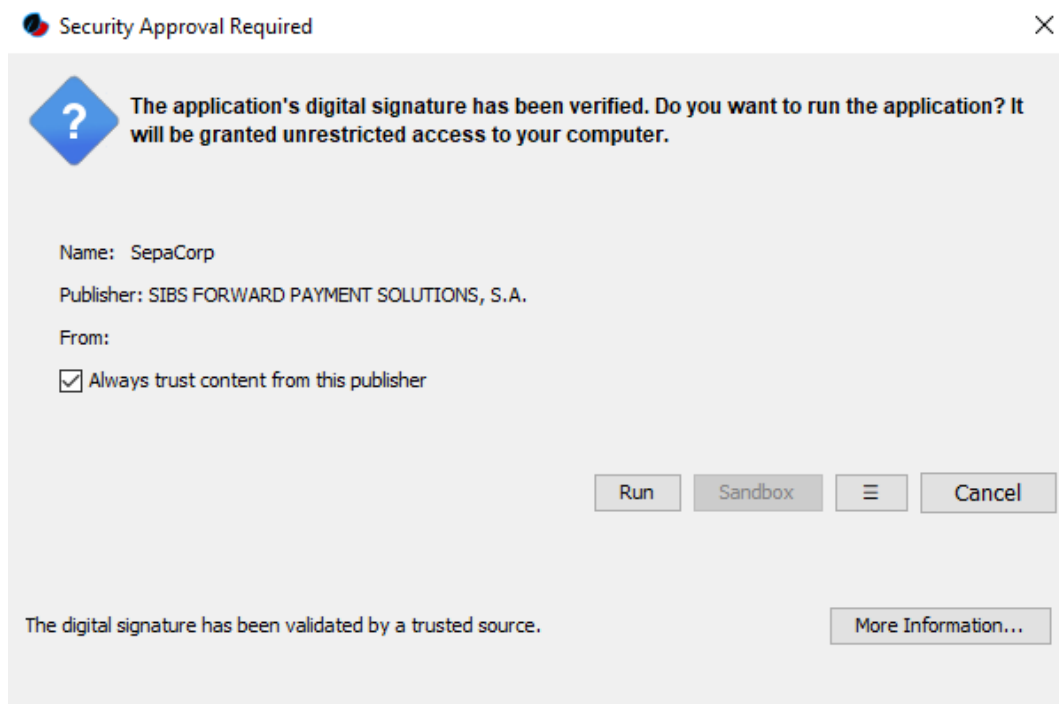 Security Approval Required
The application's digital signature has been verified. Do you want to run the application? It
will be granted unrestricted access to your computer.
Name: SepaCorp
Publisher: SIBS FORWARD PAYMENT SOLUTIONS, S.A.
From:
Always trust content from this publisher
Run Sandbox ☰ Cancel
The digital signature has been validated by a trusted source. More Information...